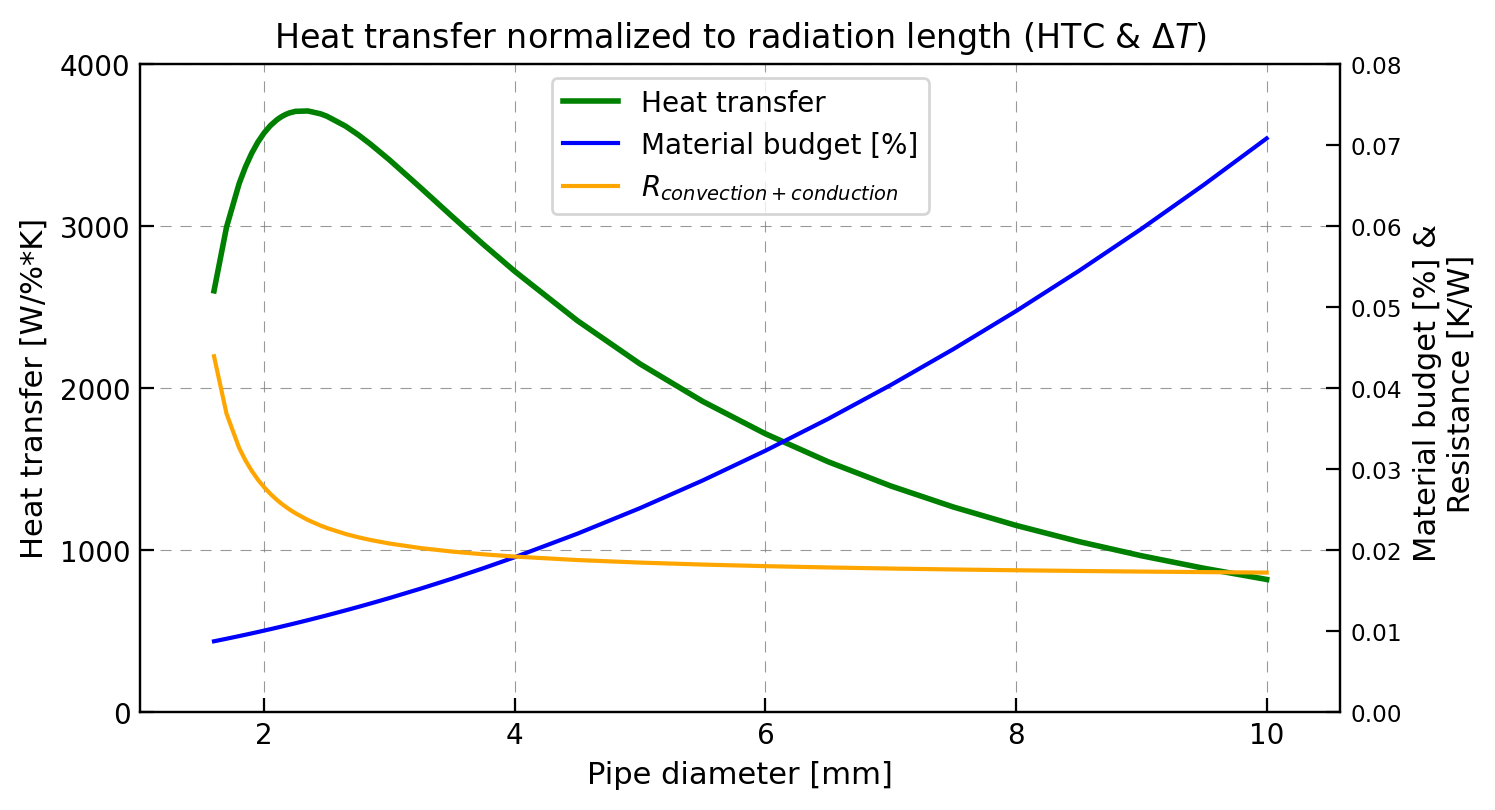 Heat transfer normalized to radiation length (HTC & ΔT)
Heat transfer
Material budget [%]
R_{convection + conduction}
Heat transfer [W/%*K]
4000
3000
2000
1000
0
0.08
0.07
0.06
0.05
0.04
0.03
0.02
0.01
0.00
Material budget [%] &
Resistance [K/W]
2 4 6 8 10
Pipe diameter [mm]